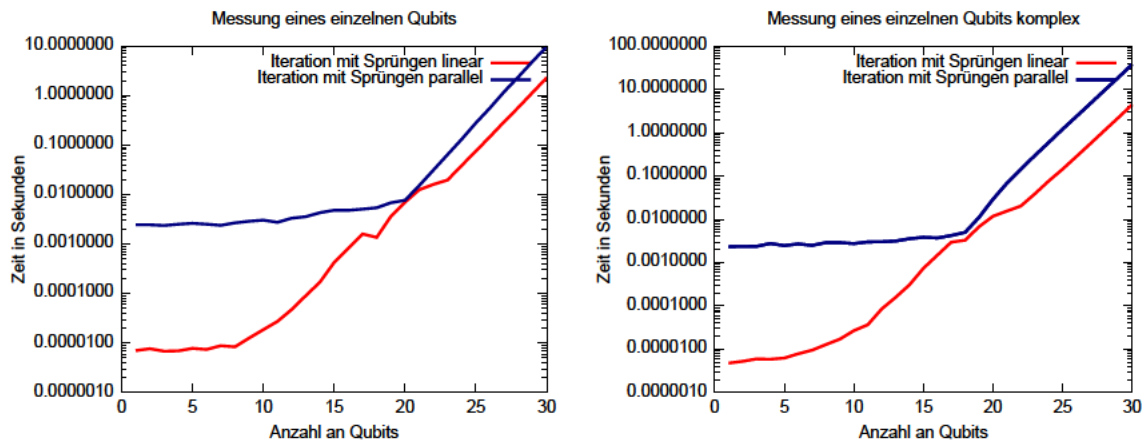 Messung eines einzelnen Qubits
10.0000000
1.0000000
0.1000000
0.0100000
0.0010000
0.0001000
0.0000100
0.0000010
Zeit in Sekunden
Iteration mit Sprüngen linear
Iteration mit Sprüngen parallel
0 5 10 15 20 25 30
Anzahl an Qubits
Messung eines einzelnen Qubits komplex
100.0000000
10.0000000
1.0000000
0.1000000
0.0100000
0.0010000
0.0001000
0.0000100
0.0000010
Zeit in Sekunden
Iteration mit Sprüngen linear
Iteration mit Sprüngen parallel
0 5 10 15 20 25 30
Anzahl an Qubits